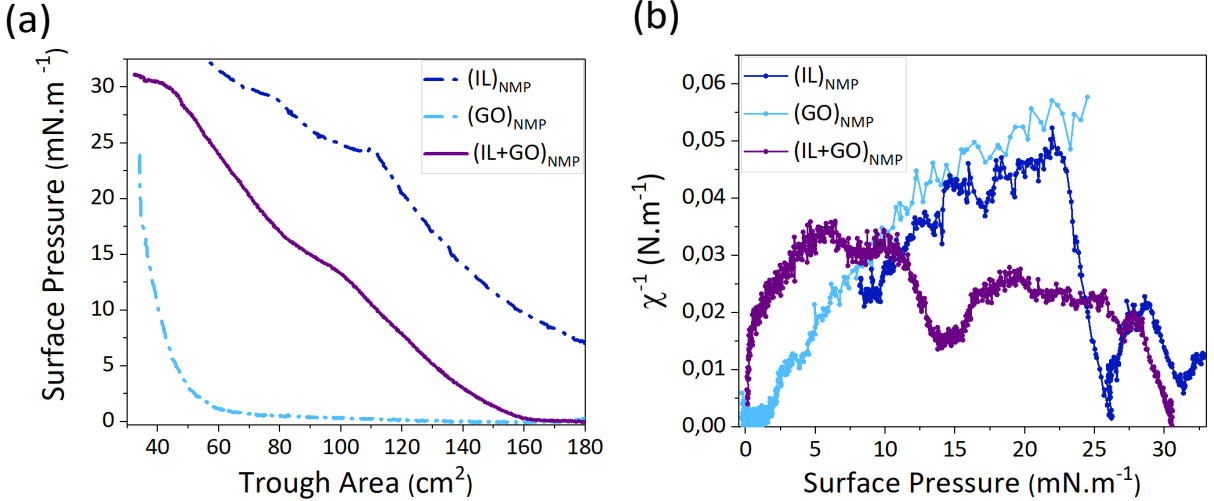 (a)
Surface Pressure (mN.m⁻¹)
30
25
20
15
10
5
0
40 60 80 100 120 140 160 180
Trough Area (cm²)
(IL)NMP
(GO)NMP
(IL+GO)NMP
(b)
χ⁻¹ (N.m⁻¹)
0,06
0,05
0,04
0,03
0,02
0,01
0,00
0 5 10 15 20 25 30
Surface Pressure (mN.m⁻¹)
(IL)NMP
(GO)NMP
(IL+GO)NMP